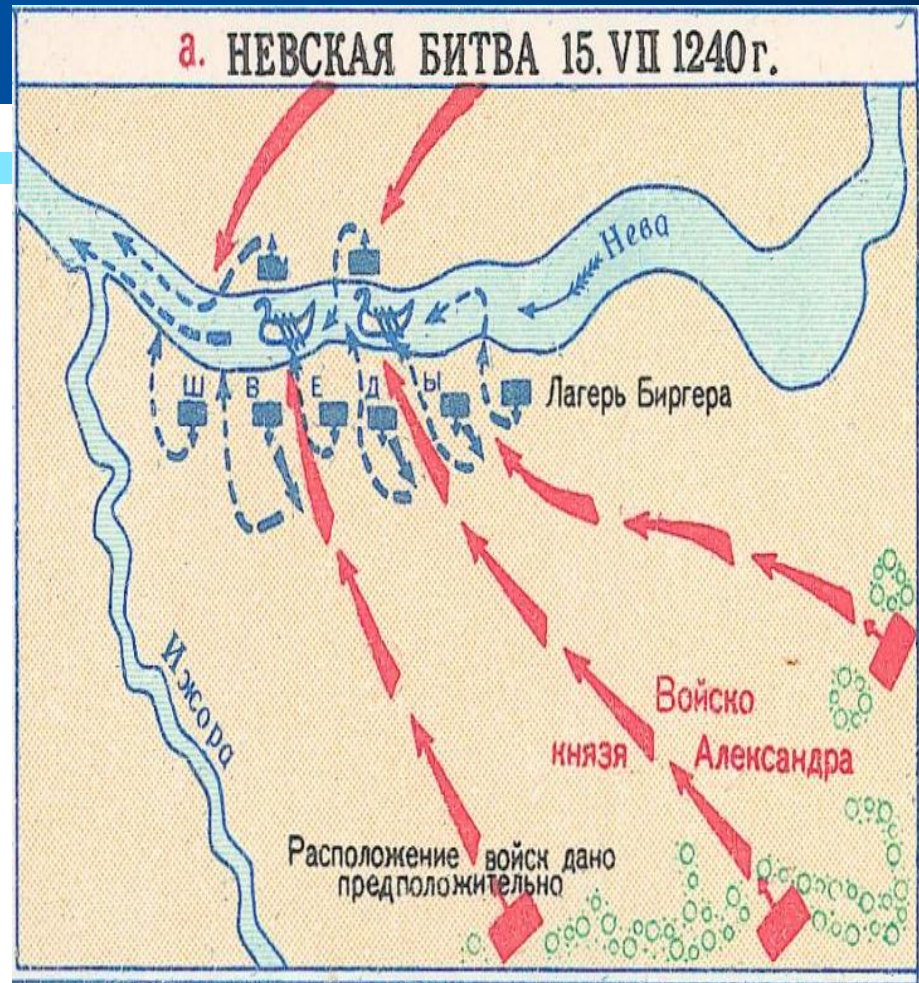 а. НЕВСКАЯ БИТВА 15. VII 1240 г.
Нева
Ш В Е Д Ы
Лагерь Биргера
Ижора
Войско
князя Александра
Расположение войск дано
предположительно